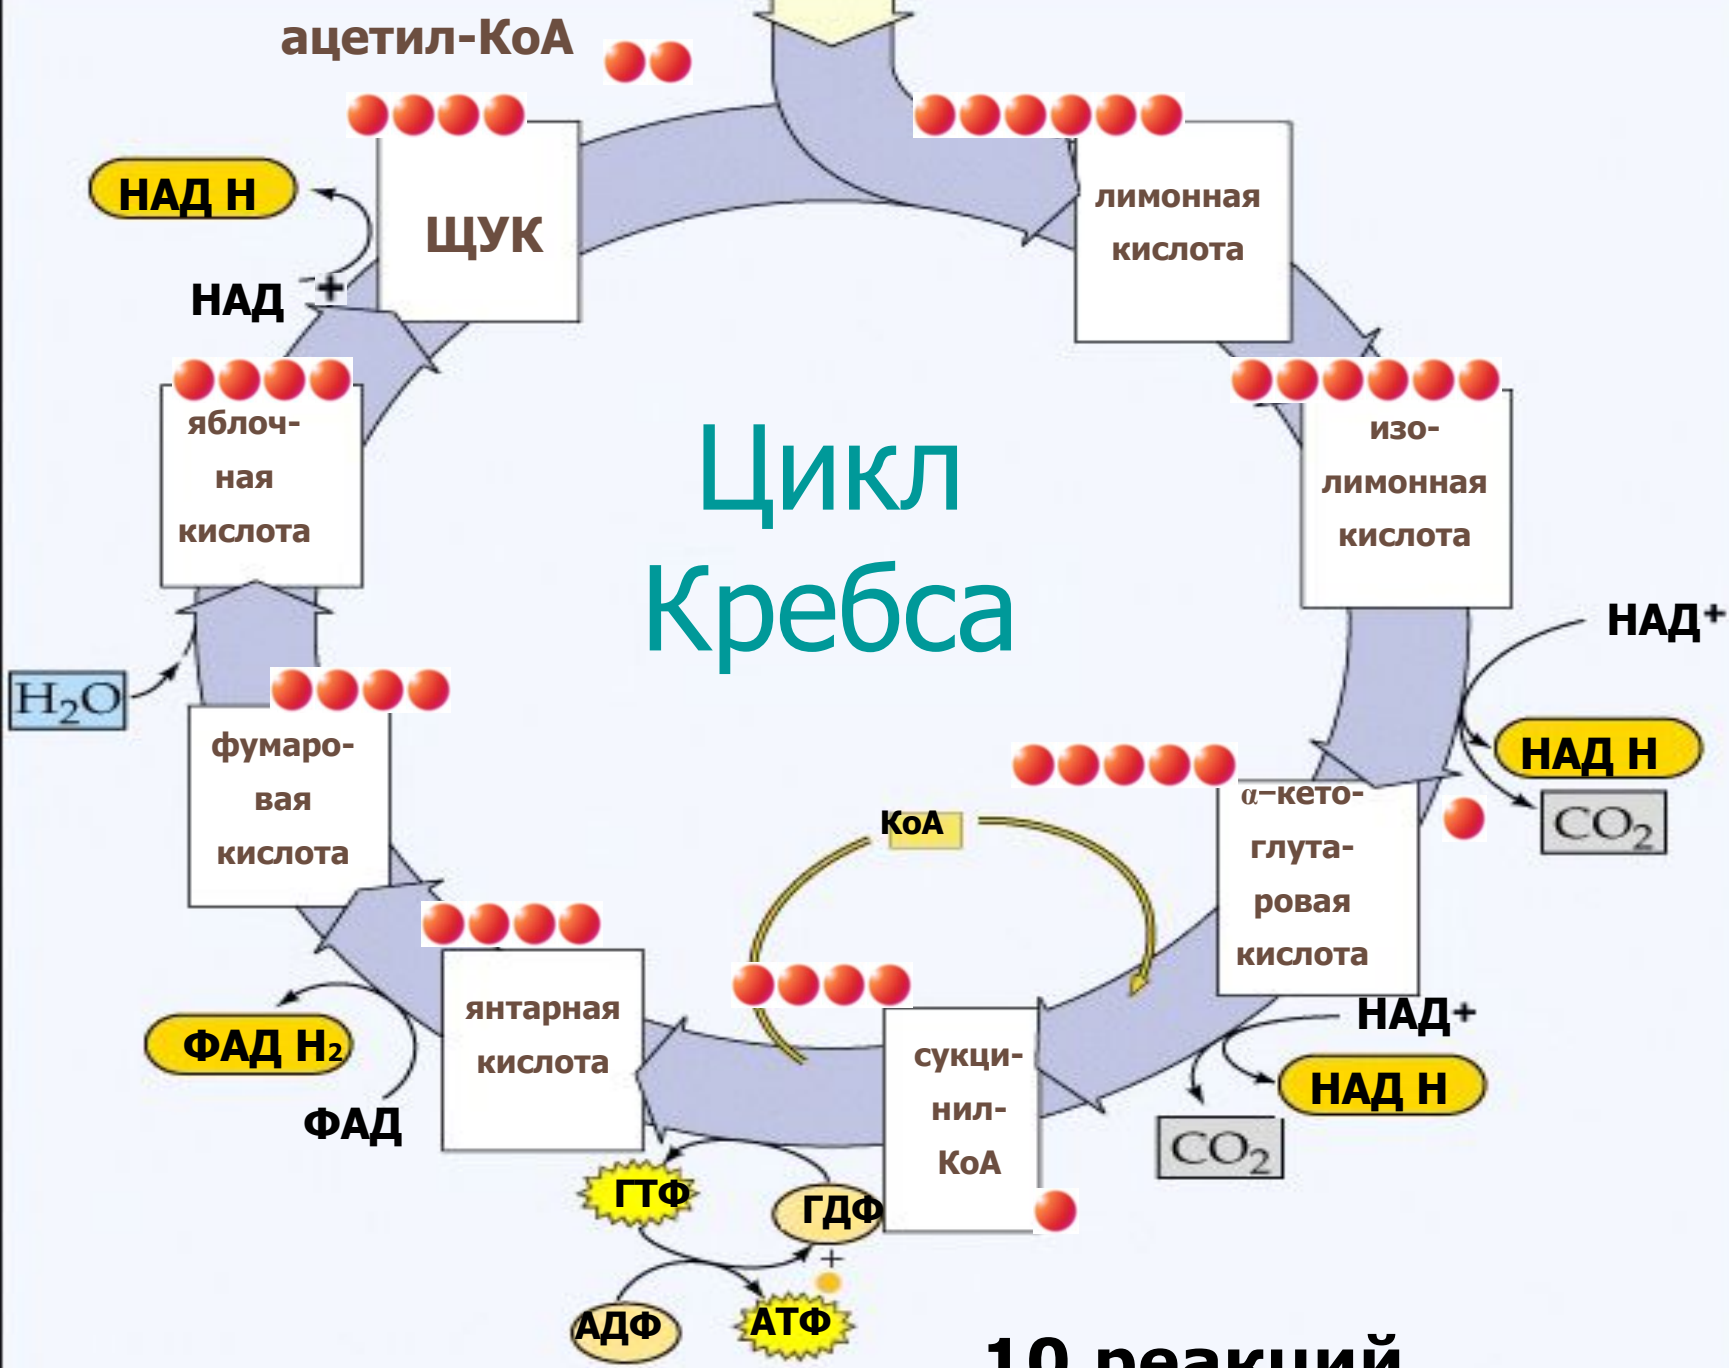 ацетил-КоА
ЩУК
НАД Н
НАД +
лимонная
кислота
изо-
лимонная
кислота
НАД+
НАД Н
CO2
α–кето-
глута-
ровая
кислота
НАД+
НАД Н
CO2
КоА
сукци-
нил-
КоА
янтарная
кислота
ГТФ
ГДФ
+
АДФ
АТФ
ФАД Н2
ФАД
фумаро-
вая
кислота
H2O
яблоч-
ная
кислота
Цикл
Кребса
10 реакций